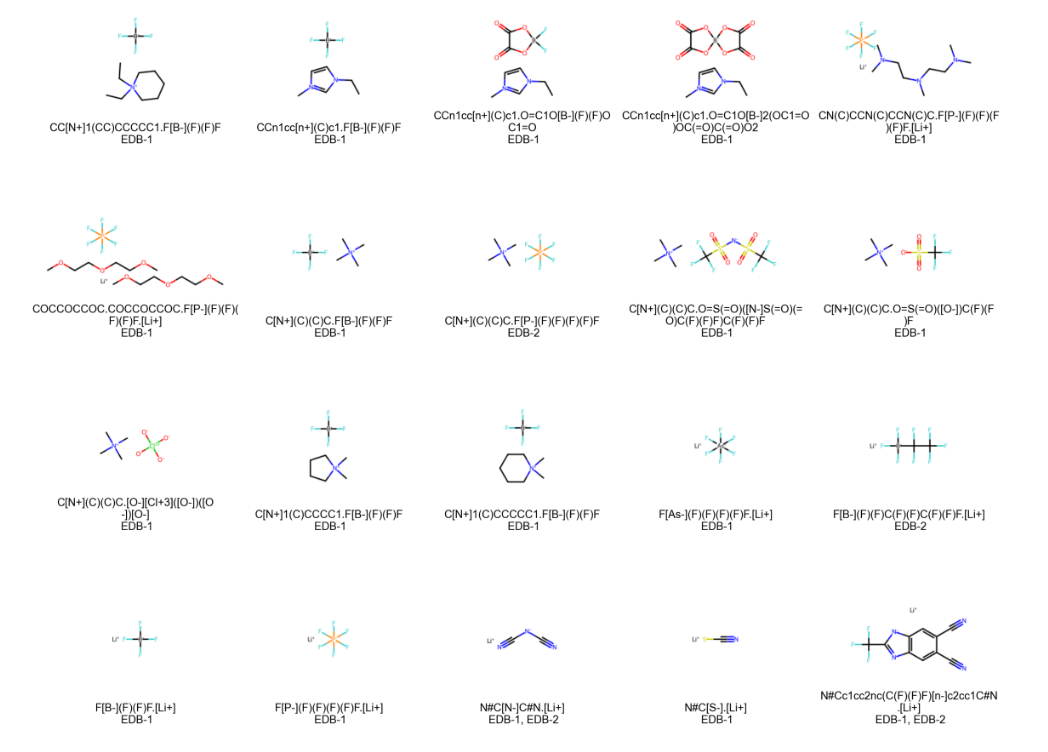 CC[N+]1(CC)CCCCC1.F[B-](F)(F)F
EDB-1
CCn1cc[n+](C)c1.F[B-](F)(F)F
EDB-1
CCn1cc[n+](C)c1.O=C1O[B-](F)(F)O
C1=O
EDB-1
CCn1cc[n+](C)c1.O=C1O[B-]2(OC1=O
)OC(=O)C(=O)O2
EDB-1
CN(C)CCN(C)CCN(C)C.F[P-](F)(F)(F
)(F)F.[Li+]
EDB-1
COCCOCCOC.COCCOCCOC.F[P-](F)(F)(
F)(F)F.[Li+]
EDB-1
C[N+](C)(C)C.F[B-](F)(F)F
EDB-1
C[N+](C)(C)C.F[P-](F)(F)(F)(F)F
EDB-2
C[N+](C)(C)C.O=S(=O)([N-]S(=O)(=
O)C(F)(F)F)C(F)(F)F
EDB-1
C[N+](C)(C)C.O=S(=O)([O-])C(F)(F
)F
EDB-1
C[N+](C)(C)C.[O-][Cl+3]([O-])([O
-])[O-]
EDB-1
C[N+]1(C)CCCC1.F[B-](F)(F)F
EDB-1
C[N+]1(C)CCCCC1.F[B-](F)(F)F
EDB-1
F[As-](F)(F)(F)(F)F.[Li+]
EDB-1
F[B-](F)(F)C(F)(F)C(F)(F)F.[Li+]
EDB-2
F[B-](F)(F)F.[Li+]
EDB-1
F[P-](F)(F)(F)(F)F.[Li+]
EDB-1
N#C[N-]C#N.[Li+]
EDB-1, EDB-2
N#C[S-].[Li+]
EDB-1
N#Cc1cc2nc(C(F)(F)F)[n-]c2cc1C#N
.[Li+]
EDB-1, EDB-2